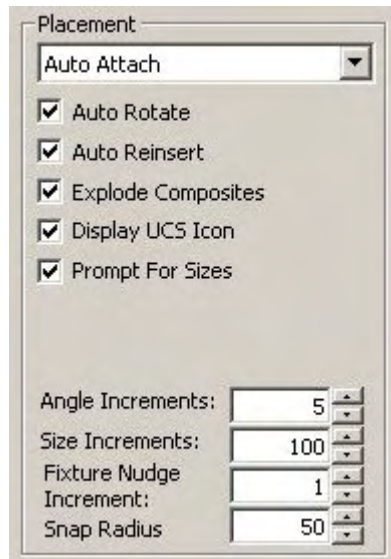 Placement
Auto Attach
Auto Rotate
Auto Reinsert
Explode Composites
Display UCS Icon
Prompt For Sizes
Angle Increments: 5
Size Increments: 100
Fixture Nudge
Increment: 1
Snap Radius 50